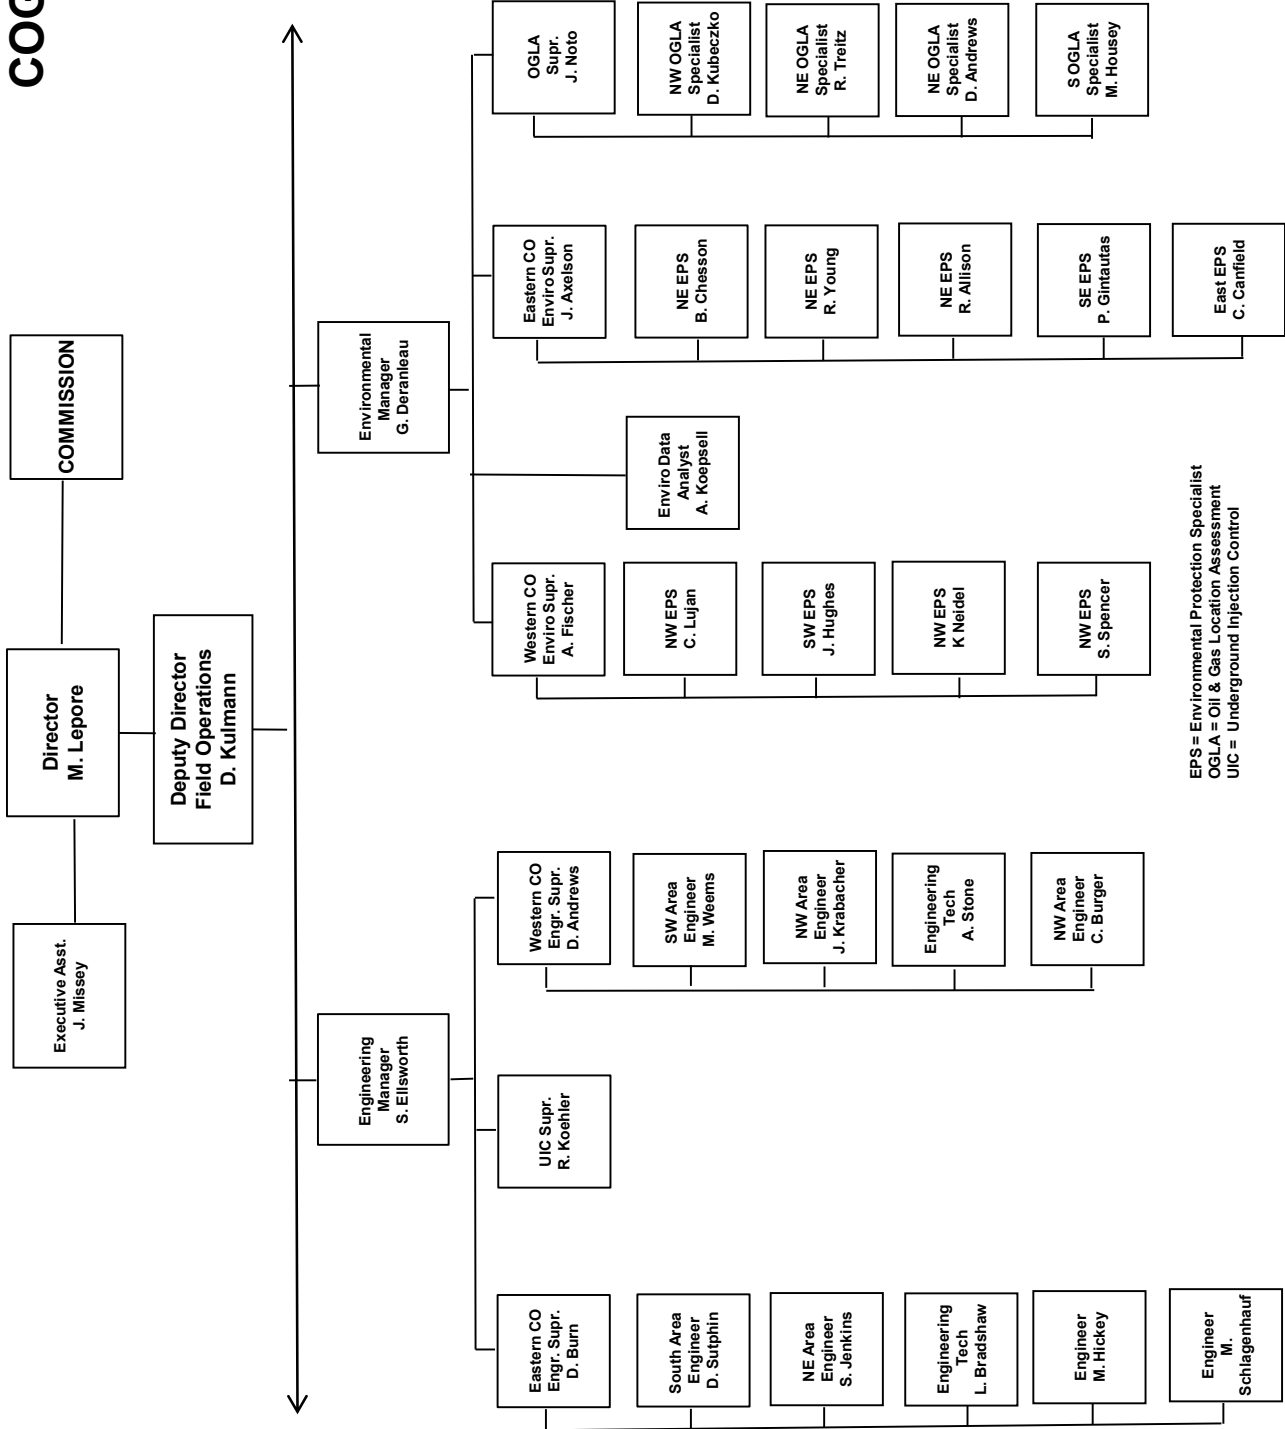 COG
COMMISSION
Director
M. Lepore
Executive Asst.
J. Missey
Deputy Director
Field Operations
D. Kulmann
Engineering
Manager
S. Ellsworth
Environmental
Manager
G. Deranleau
Eastern CO
Engr. Supr.
D. Burn
South Area
Engineer
D. Sutphin
NE Area
Engineer
S. Jenkins
Engineering
Tech
L. Bradshaw
Engineer
M. Hickey
Engineer
M.
Schlagenhauf
UIC Supr.
R. Koehler
Western CO
Engr. Supr.
D. Andrews
SW Area
Engineer
M. Weems
NW Area
Engineer
J. Krabacher
Engineering
Tech
A. Stone
NW Area
Engineer
C. Burger
Western CO
Enviro Supr.
A. Fischer
NW EPS
C. Lujan
SW EPS
J. Hughes
NW EPS
K Neidel
NW EPS
S. Spencer
Enviro Data
Analyst
A. Koepsell
Eastern CO
Enviro Supr.
J. Axelson
NE EPS
B. Chesson
NE EPS
R. Young
NE EPS
R. Allison
SE EPS
P. Gintautas
East EPS
C. Canfield
OGLA
Supr.
J. Noto
NW OGLA
Specialist
D. Kubeczko
NE OGLA
Specialist
R. Treitz
NE OGLA
Specialist
D. Andrews
S OGLA
Specialist
M. Housey
EPS = Environmental Protection Specialist
OGLA = Oil & Gas Location Assessment
UIC = Underground Injection Control